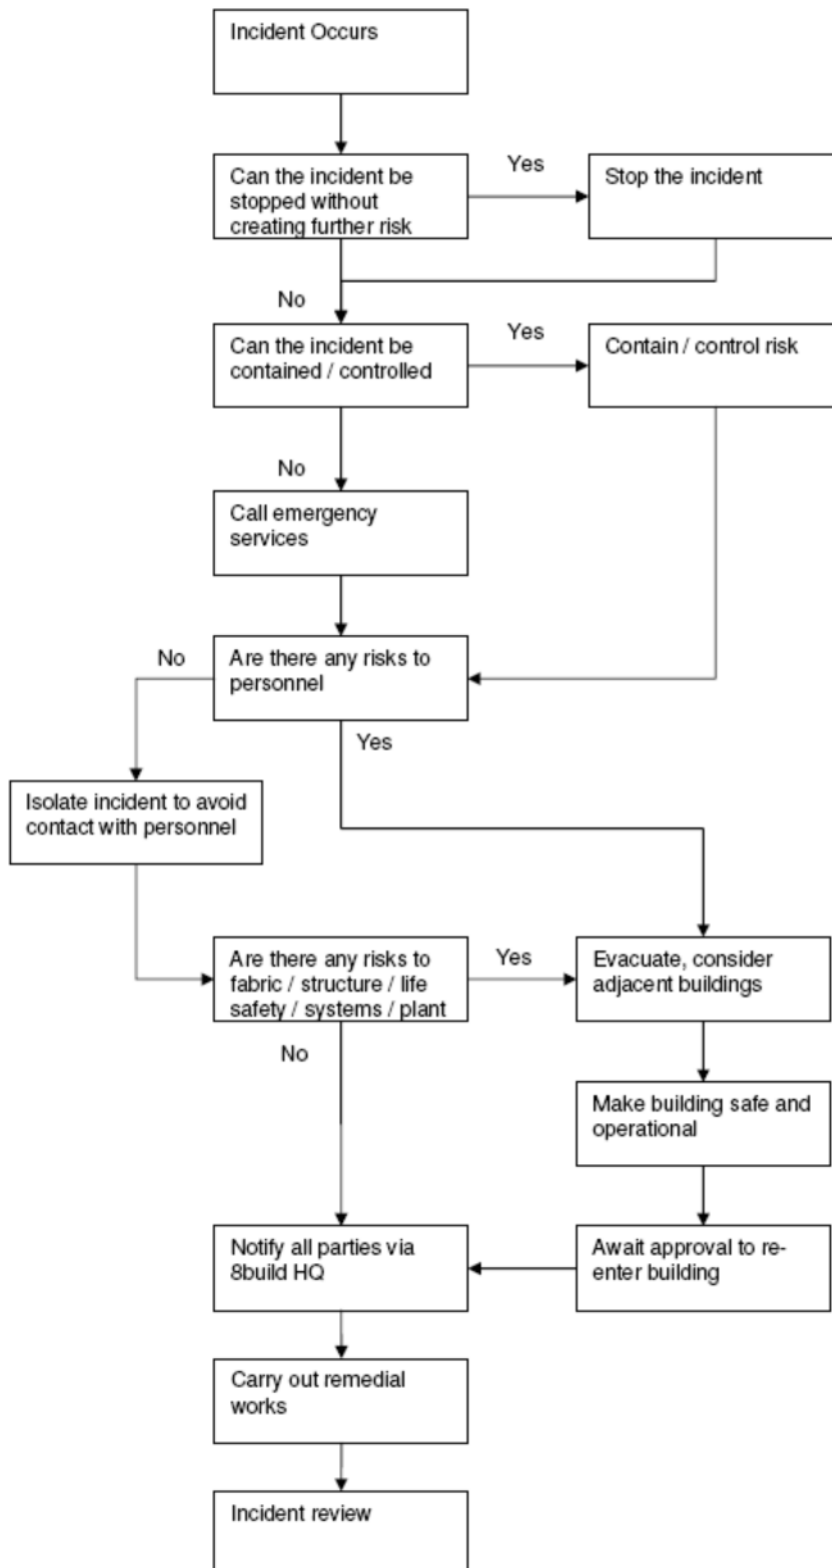 Incident Occurs
Can the incident be
stopped without
creating further risk
Yes
Stop the incident
No
Can the incident be
contained / controlled
Yes
Contain / control risk
No
Call emergency
services
No
Are there any risks to
personnel
Yes
Isolate incident to avoid
contact with personnel
Are there any risks to
fabric / structure / life
safety / systems / plant
Yes
Evacuate, consider
adjacent buildings
No
Make building safe and
operational
Notify all parties via
8build HQ
Await approval to re-
enter building
Carry out remedial
works
Incident review